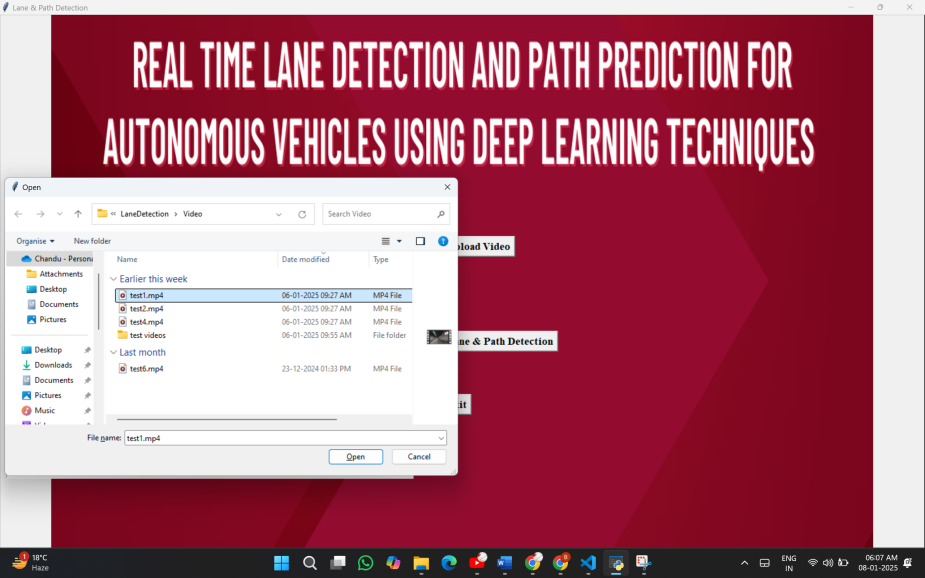 Lane & Path Detection
REAL TIME LANE DETECTION AND PATH PREDICTION FOR
AUTONOMOUS VEHICLES USING DEEP LEARNING TECHNIQUES
Open
LaneDetection > Video
Search Video
Organise
New folder
Chandu - Persona
Attachments
Desktop
Documents
Pictures
Desktop
Downloads
Documents
Pictures
Music
Name Date modified Type
Earlier this week
test1.mp4 06-01-2025 09:27 AM MP4 File
test2.mp4 06-01-2025 09:27 AM MP4 File
test4.mp4 06-01-2025 09:27 AM MP4 File
test videos 06-01-2025 09:55 AM File folder
Last month
test6.mp4 23-12-2024 01:33 PM MP4 File
File name: test1.mp4
Open Cancel
pload Video
ne & Path Detection
it
1
18°C
Haze
8
ENG
IN
06:07 AM
08-01-2025